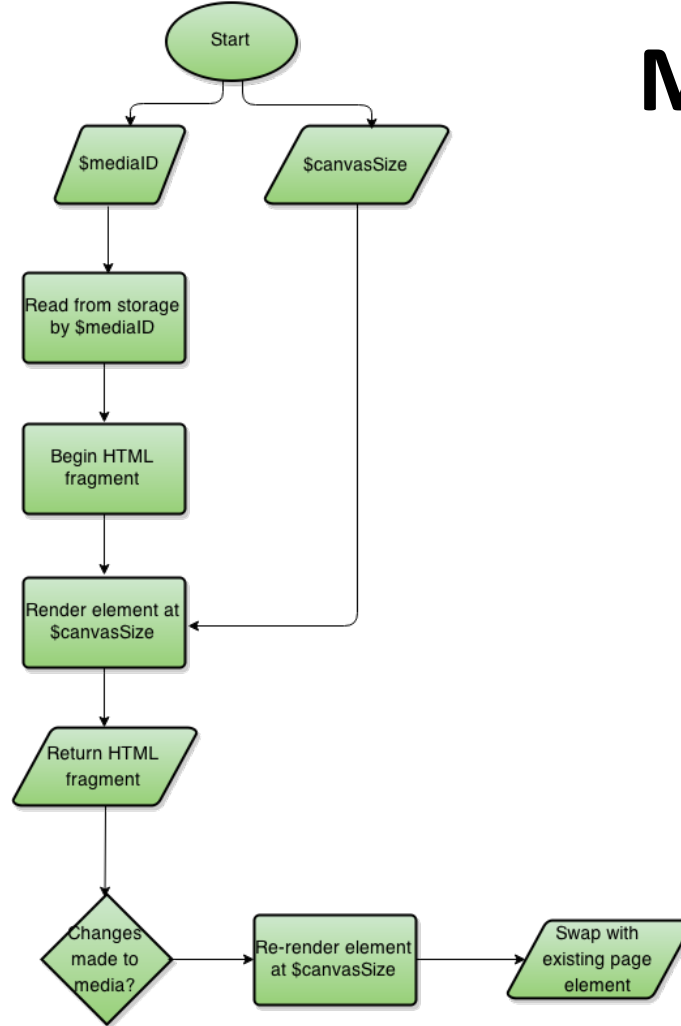 Start
M
$mediaID
$canvasSize
Read from storage
by $mediaID
Begin HTML
fragment
Render element at
$canvasSize
Return HTML
fragment
Changes
made to
media?
Re-render element
at $canvasSize
Swap with
existing page
element